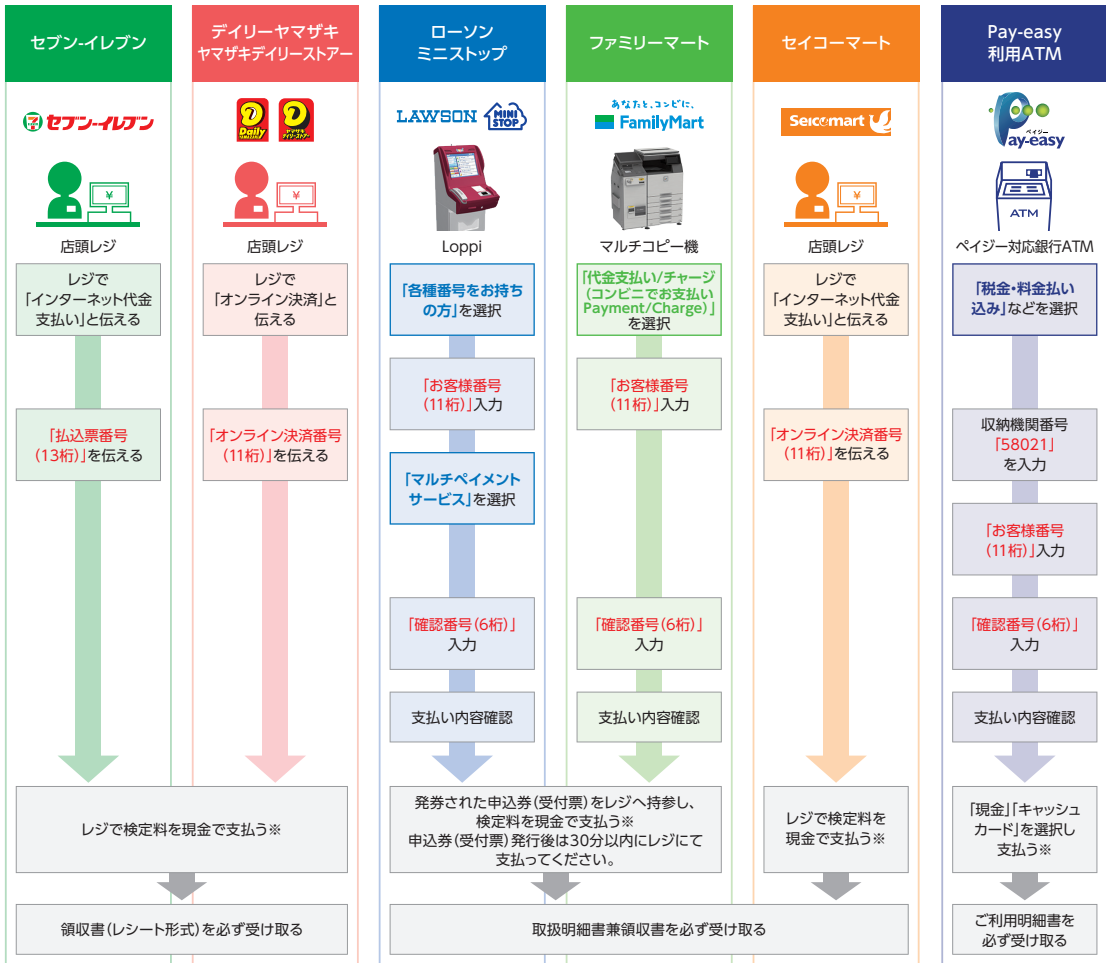 セブン-イレブン
デイリーヤマザキ
ヤマザキデイリーストアー
ローソン
ミニストップ
ファミリーマート
セイコーマート
Pay-easy
利用ATM
セブン-イレブン
Daily
YAMAZAKI
ヤマザキ
デイリーストアー
LAWSON
MINI
STOP
あなたと、コンビに、
FamilyMart
Seicomart
ペイジー
Pay-easy
¥
¥
¥
ATM
店頭レジ
店頭レジ
Loppi
マルチコピー機
店頭レジ
ペイジー対応銀行ATM
レジで
「インターネット代金
支払い」と伝える
レジで
「オンライン決済」と
伝える
「各種番号をお持ち
の方」を選択
「代金支払い/チャージ
(コンビニでお支払い
Payment/Charge)」
を選択
レジで
「インターネット代金
支払い」と伝える
「税金・料金払い
込み」などを選択
「お客様番号
(11桁)」入力
「お客様番号
(11桁)」入力
「払込票番号
(13桁)」を伝える
「オンライン決済番号
(11桁)」を伝える
「マルチペイメント
サービス」を選択
「オンライン決済番号
(11桁)」を伝える
収納機関番号
「58021」
を入力
「お客様番号
(11桁)」入力
「確認番号(6桁)」
入力
「確認番号(6桁)」
入力
「確認番号(6桁)」
入力
支払い内容確認
支払い内容確認
支払い内容確認
レジで検定料を現金で支払う※
発券された申込券(受付票)をレジへ持参し、
検定料を現金で支払う※
申込券(受付票)発行後は30分以内にレジにて
支払ってください。
レジで検定料を
現金で支払う※
「現金」「キャッシュ
カード」を選択し
支払う※
領収書(レシート形式)を必ず受け取る
取扱明細書兼領収書を必ず受け取る
ご利用明細書を
必ず受け取る